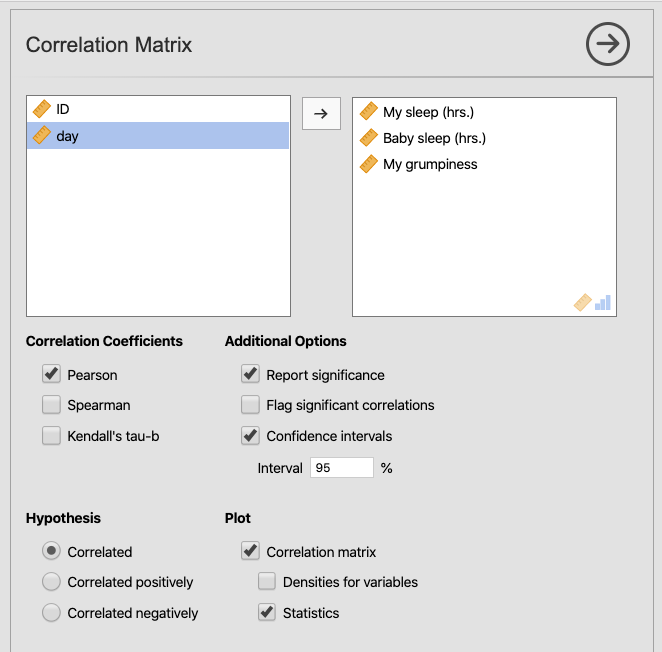 Correlation Matrix
ID
day
My sleep (hrs.)
Baby sleep (hrs.)
My grumpiness
Correlation Coefficients
Pearson
Spearman
Kendall's tau-b
Additional Options
Report significance
Flag significant correlations
Confidence intervals
Interval 95 %
Hypothesis
Correlated
Correlated positively
Correlated negatively
Plot
Correlation matrix
Densities for variables
Statistics